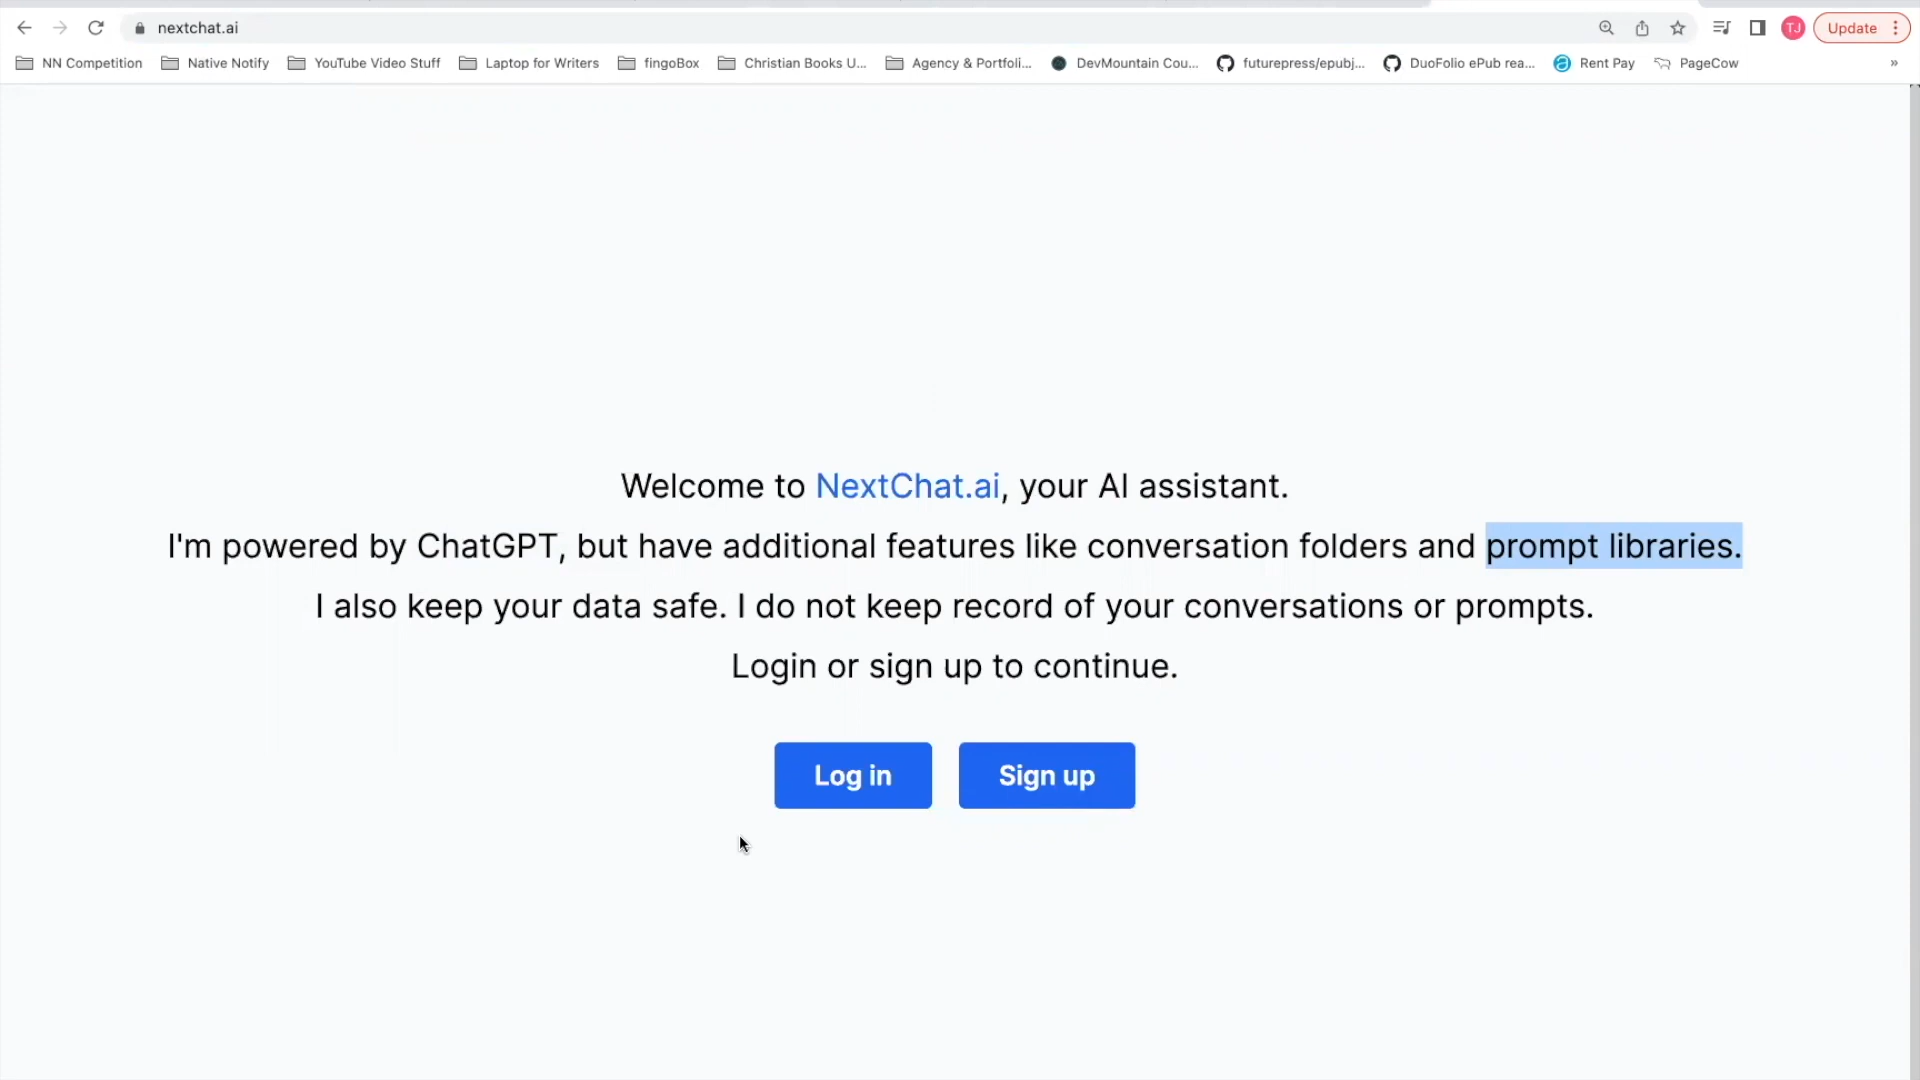 nextchat.ai
TJ
Update
NN Competition
Native Notify
YouTube Video Stuff
Laptop for Writers
fingoBox
Christian Books U...
Agency & Portfoli...
DevMountain Cou...
futurepress/epubj...
DuoFolio ePub rea...
Rent Pay
PageCow
»
Welcome to NextChat.ai, your AI assistant.
I'm powered by ChatGPT, but have additional features like conversation folders and prompt libraries.
I also keep your data safe. I do not keep record of your conversations or prompts.
Login or sign up to continue.
Log in
Sign up